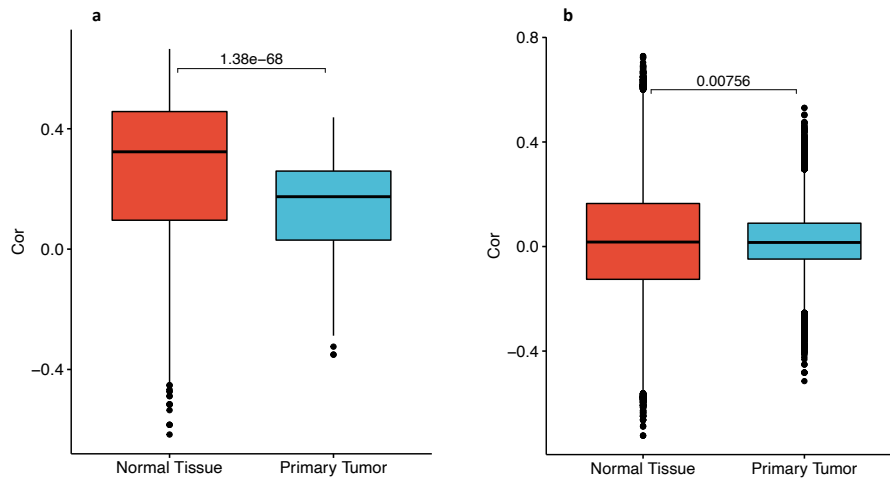 a
1.38e−68
0.4
0.0
−0.4
Cor
Normal Tissue
Primary Tumor
b
0.8
0.00756
0.4
0.0
−0.4
Cor
Normal Tissue
Primary Tumor